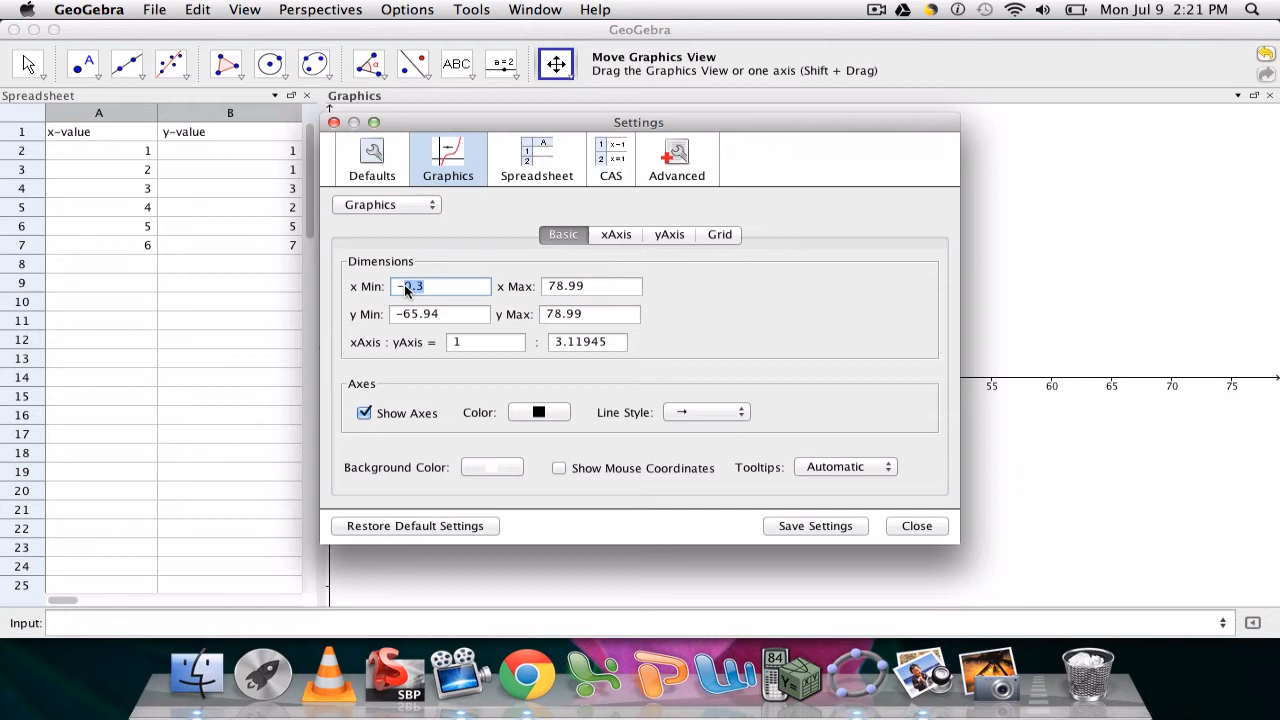 GeoGebra File Edit View Perspectives Options Tools Window Help Mon Jul 9 2:21 PM
GeoGebra
ABC a=2 Move Graphics View
Drag the Graphics View or one axis (Shift + Drag)
Spreadsheet Graphics
A B
1 x-value y-value
2 1 1
3 2 1
4 3 3
5 4 2
6 5 5
7 6 7
8
9
10
11
12
13
14
15
16
17
18
19
20
21
22
23
24
25
Settings
Defaults Graphics Spreadsheet CAS Advanced
Graphics
Basic xAxis yAxis Grid
Dimensions
x Min: -0.3 x Max: 78.99
y Min: -65.94 y Max: 78.99
xAxis : yAxis = 1 : 3.11945
Axes
Show Axes Color: Line Style:
Background Color: Show Mouse Coordinates Tooltips: Automatic
Restore Default Settings Save Settings Close
55 60 65 70 75
Input:
SBP 84